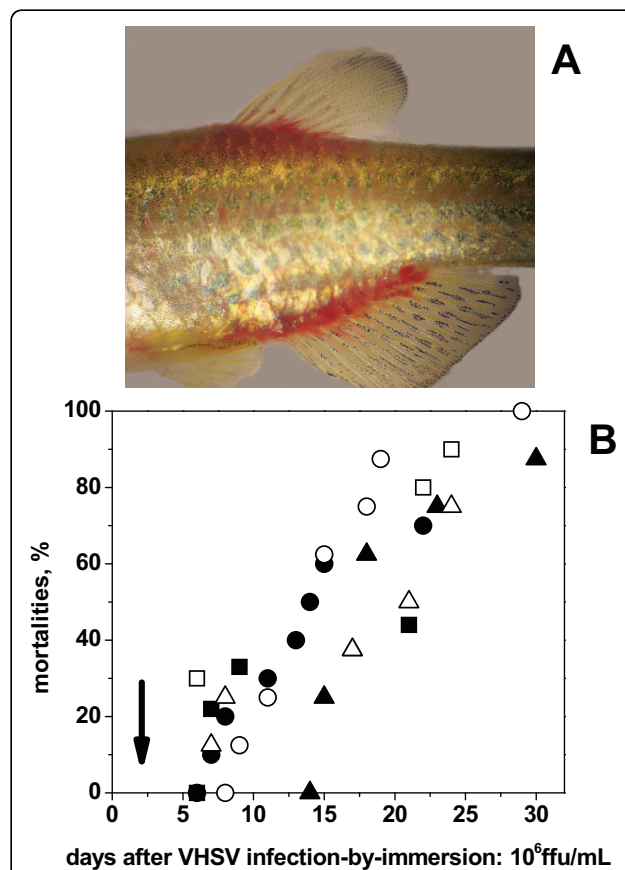 A
B
100
80
60
40
20
0
mortalities, %
0 5 10 15 20 25 30
days after VHSV infection-by-immersion: 10⁶ffu/mL